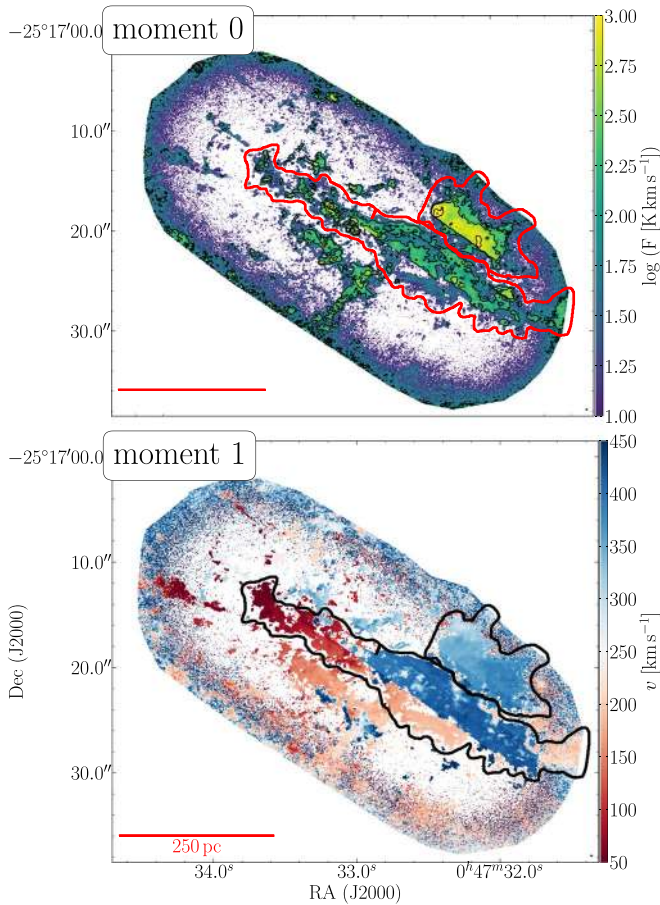 moment 0
−25°17′00.0
10.0″
20.0″
30.0″
3.00
2.75
2.50
2.25
2.00
1.75
1.50
1.25
1.00
log (F [K km s⁻¹])
moment 1
−25°17′00.0
10.0″
20.0″
30.0″
Dec (J2000)
250 pc
34.0ˢ
33.0ˢ
0ʰ47ᵐ32.0ˢ
RA (J2000)
450
400
350
300
250
200
150
100
50
v [km s⁻¹]